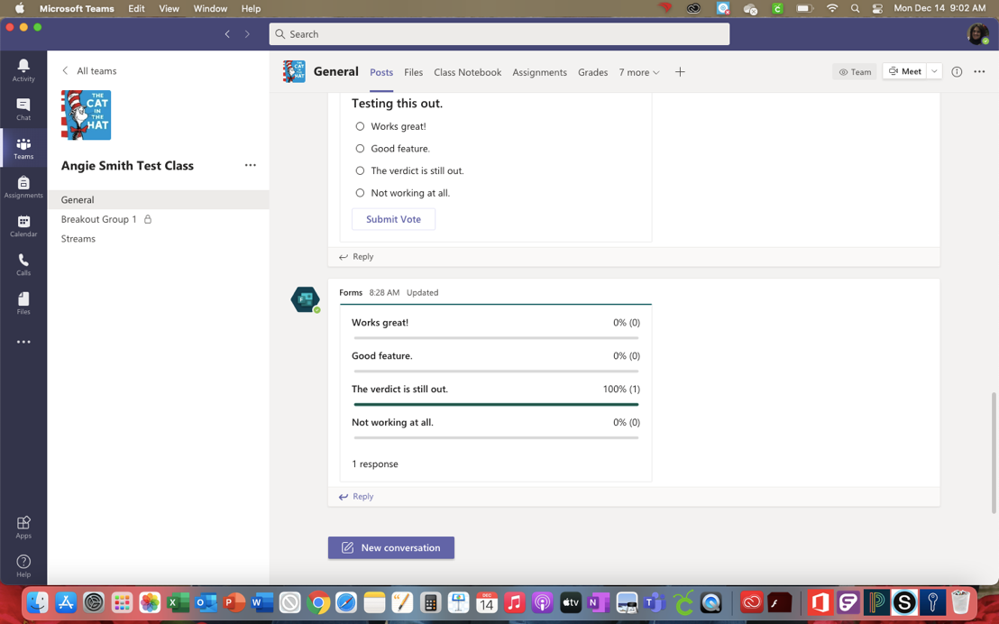 Microsoft Teams Edit View Window Help Mon Dec 14 9:02 AM
Search
Activity
Chat
Teams
Assignments
Calendar
Calls
Files
Apps
Help
All teams
THE
CAT
IN
THE
HAT
Angie Smith Test Class
General
Breakout Group 1
Streams
General Posts Files Class Notebook Assignments Grades 7 more Team Meet
Testing this out.
Works great!
Good feature.
The verdict is still out.
Not working at all.
Submit Vote
Reply
Forms 8:28 AM Updated
Works great! 0% (0)
Good feature. 0% (0)
The verdict is still out. 100% (1)
Not working at all. 0% (0)
1 response
Reply
New conversation
DEC
14
tv